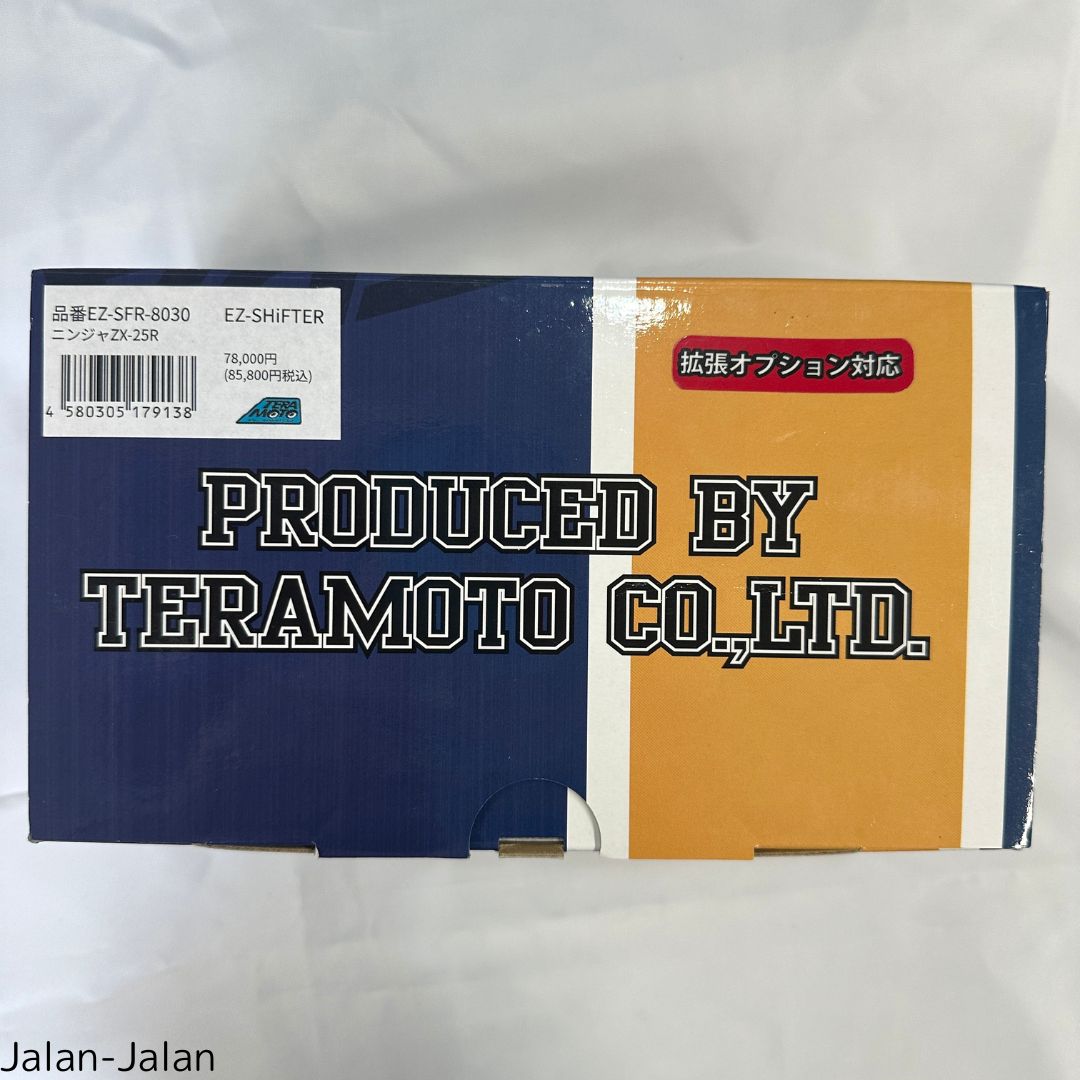 品番EZ-SFR-8030 EZ-SHiFTER
ニンジャZX-25R
78,000円
(85,800円税込)
4 580305 179138
TERA
MOTO
拡張オプション対応
PRODUCED BY
TERAMOTO CO.,LTD.
Jalan-Jalan